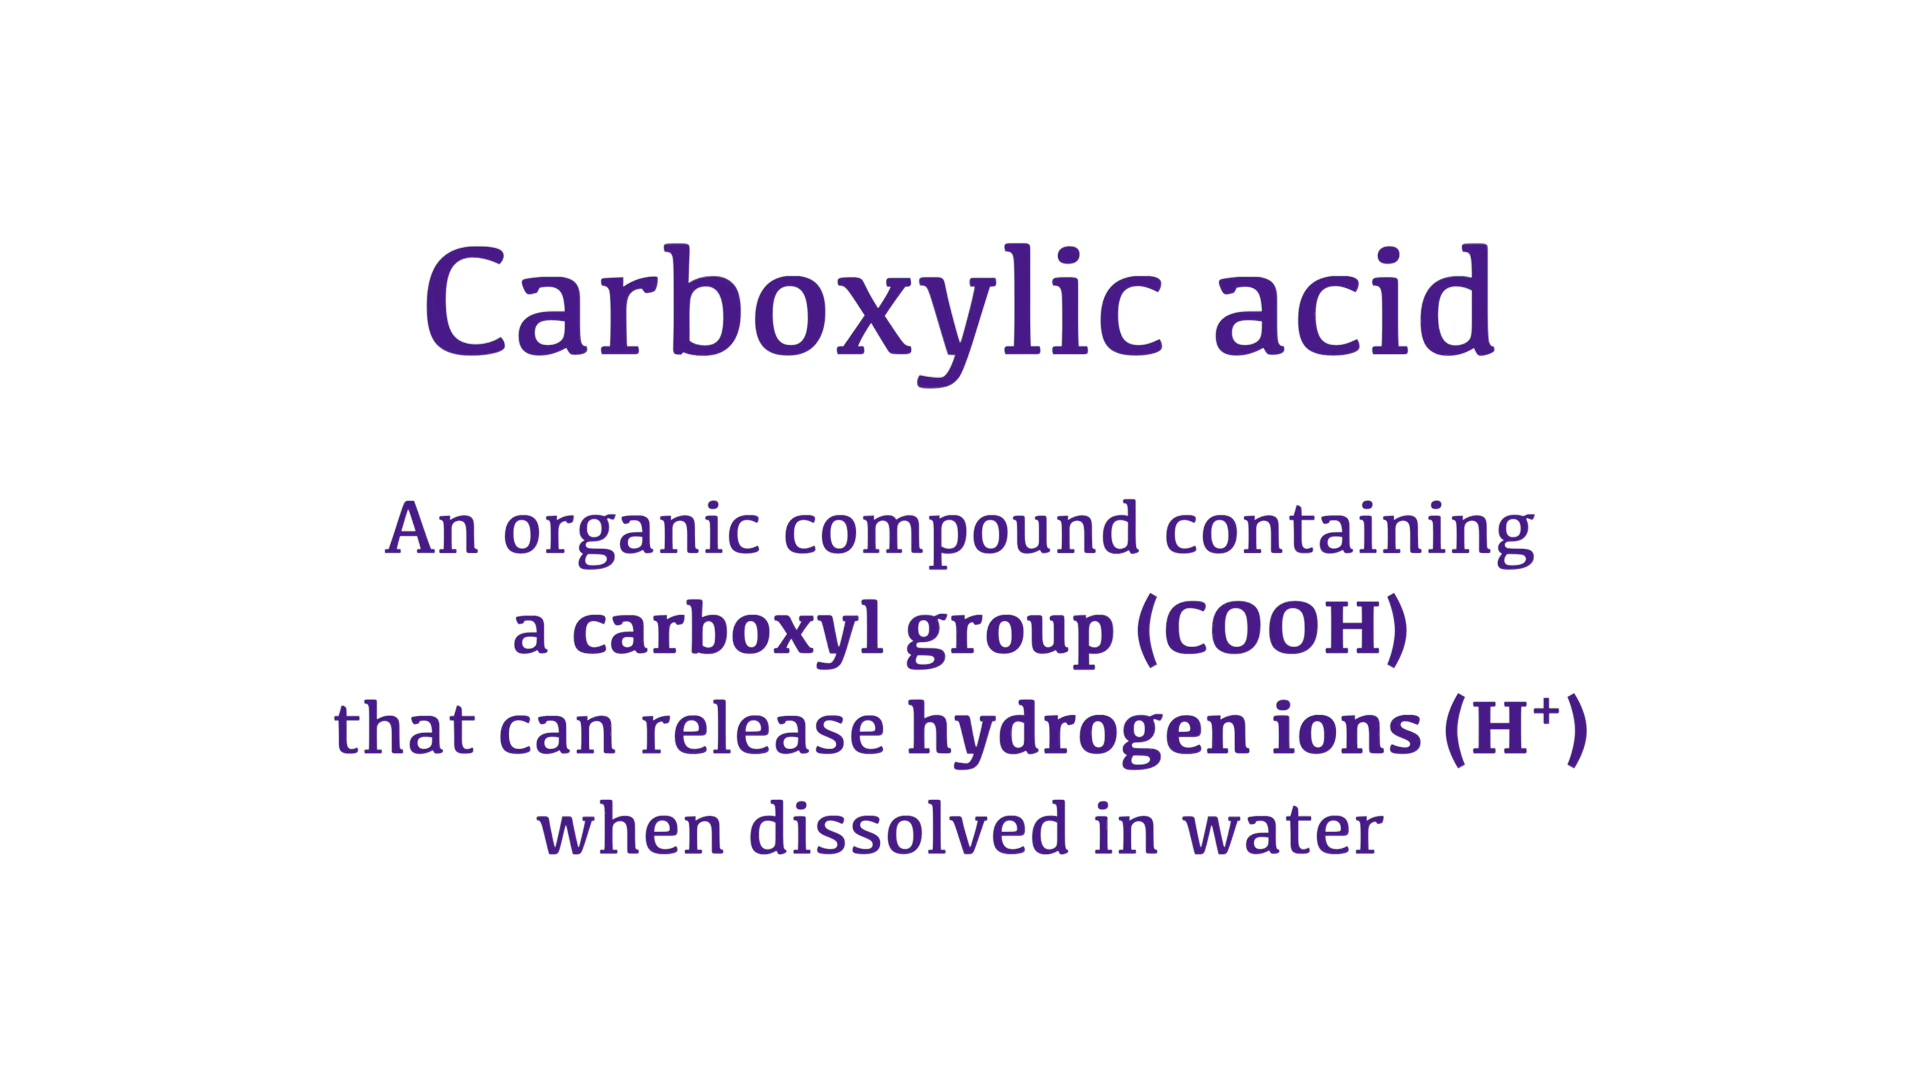 Carboxylic acid
An organic compound containing
a carboxyl group (COOH)
that can release hydrogen ions (H⁺)
when dissolved in water